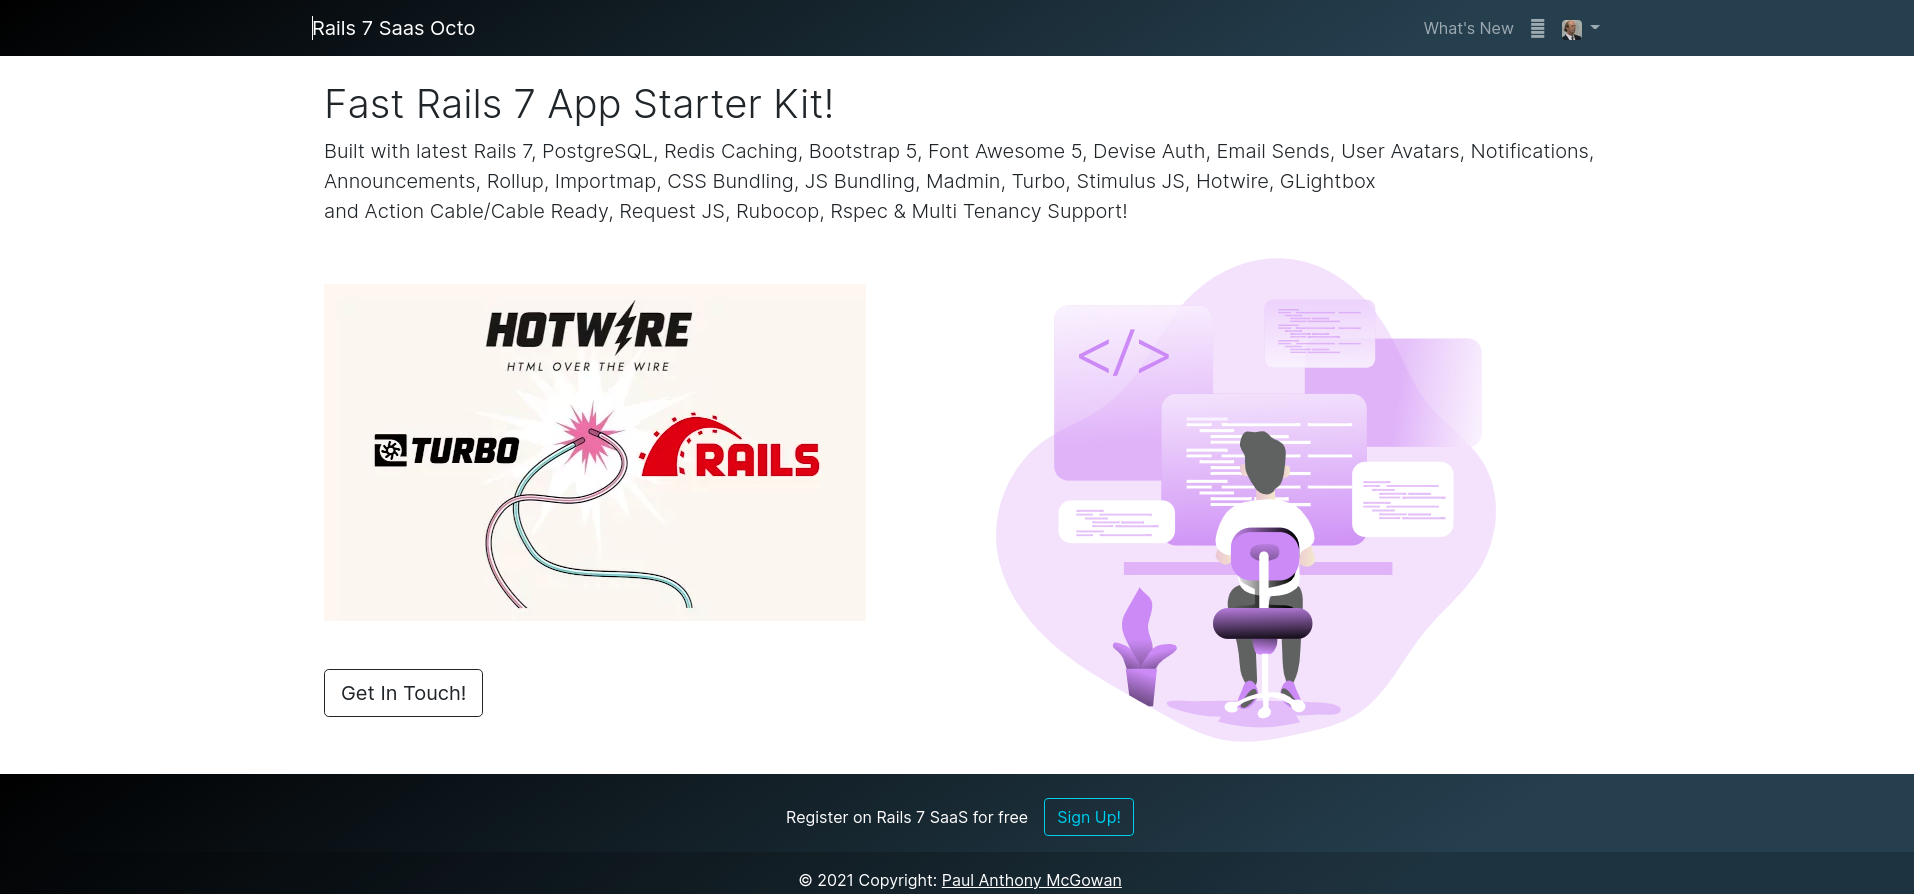 Rails 7 Saas Octo
What's New
Fast Rails 7 App Starter Kit!
Built with latest Rails 7, PostgreSQL, Redis Caching, Bootstrap 5, Font Awesome 5, Devise Auth, Email Sends, User Avatars, Notifications,
Announcements, Rollup, Importmap, CSS Bundling, JS Bundling, Madmin, Turbo, Stimulus JS, Hotwire, GLightbox
and Action Cable/Cable Ready, Request JS, Rubocop, Rspec & Multi Tenancy Support!
HOTWIRE
HTML OVER THE WIRE
TURBO
RAILS
</>
Get In Touch!
Register on Rails 7 SaaS for free
Sign Up!
© 2021 Copyright: Paul Anthony McGowan